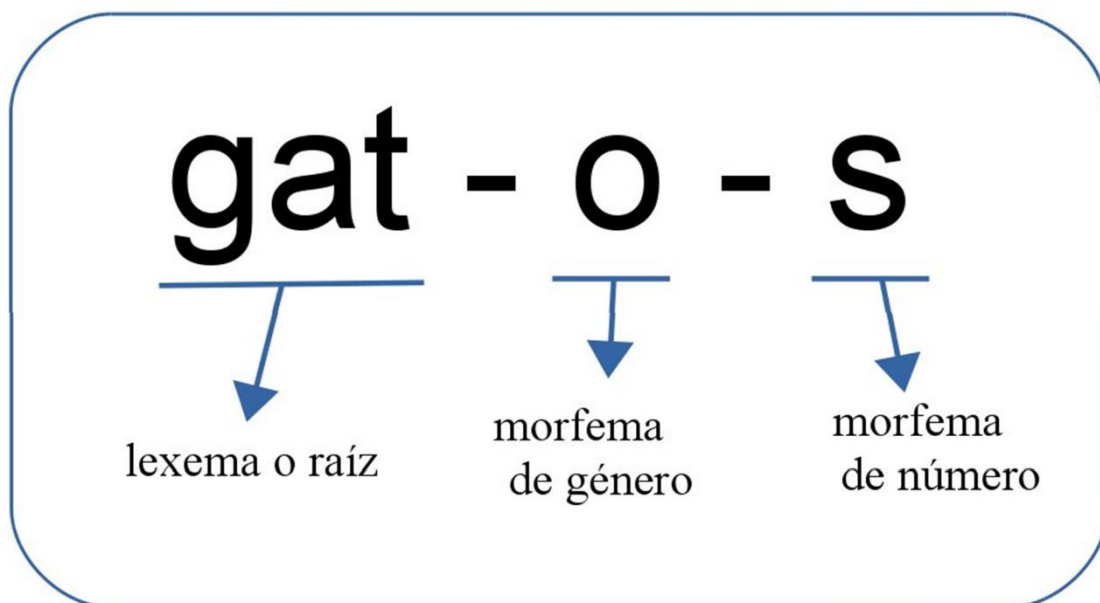 gat - o - s
lexema o raíz
morfema
de género
morfema
de número